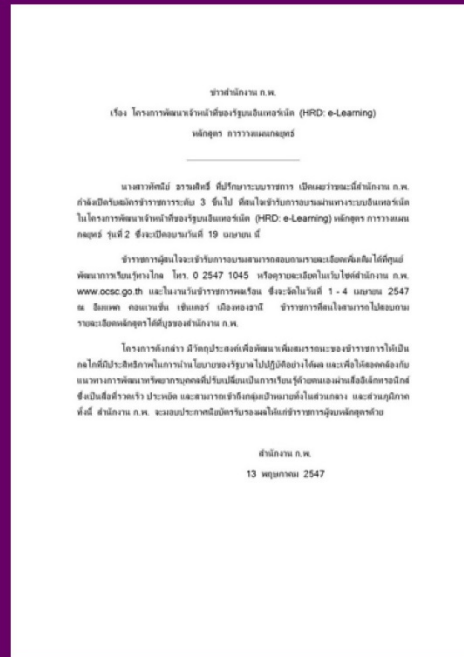 ข่าวสำนักงาน ก.พ.
เรื่อง โครงการพัฒนาเจ้าหน้าที่ของรัฐบนอินเทอร์เน็ต (HRD: e-Learning)
หลักสูตร การวางแผนกลยุทธ์
นางสาวทัศนีย์ ธรรมสิทธิ์ ที่ปรึกษาระบบราชการ เปิดเผยว่าขณะนี้สำนักงาน ก.พ.
กำลังเปิดรับสมัครข้าราชการระดับ 3 ขึ้นไป ที่สนใจเข้ารับการอบรมผ่านทางระบบอินเทอร์เน็ต
ในโครงการพัฒนาเจ้าหน้าที่ของรัฐบนอินเทอร์เน็ต (HRD: e-Learning) หลักสูตร การวางแผน
กลยุทธ์ รุ่นที่ 2 ซึ่งจะเปิดอบรมวันที่ 19 เมษายน นี้
ข้าราชการผู้สนใจจะเข้ารับการอบรมสามารถสอบถามรายละเอียดเพิ่มเติมได้ที่ศูนย์
พัฒนาการเรียนรู้ทางไกล โทร. 0 2547 1045 หรือดูรายละเอียดในเว็บไซต์สำนักงาน ก.พ.
www.ocsc.go.th และในงานวันข้าราชการพลเรือน ซึ่งจะจัดในวันที่ 1 - 4 เมษายน 2547
ณ อิมแพค คอนเวนชั่น เซ็นเตอร์ เมืองทองธานี ข้าราชการที่สนใจสามารถไปสอบถาม
รายละเอียดหลักสูตรได้ที่บูธของสำนักงาน ก.พ.
โครงการดังกล่าว มีวัตถุประสงค์เพื่อพัฒนาเพิ่มสมรรถนะของข้าราชการให้เป็น
กลไกที่มีประสิทธิภาพในการนำนโยบายของรัฐบาลไปปฏิบัติอย่างได้ผล และเพื่อให้สอดคล้องกับ
แนวทางการพัฒนาทรัพยากรบุคคลที่ปรับเปลี่ยนเป็นการเรียนรู้ด้วยตนเองผ่านสื่ออิเล็กทรอนิกส์
ซึ่งเป็นสื่อที่รวดเร็ว ประหยัด และสามารถเข้าถึงกลุ่มเป้าหมายทั้งในส่วนกลาง และส่วนภูมิภาค
ทั้งนี้ สำนักงาน ก.พ. จะมอบประกาศนียบัตรรับรองผลให้แก่ข้าราชการผู้จบหลักสูตรด้วย
สำนักงาน ก.พ.
13 พฤษภาคม 2547